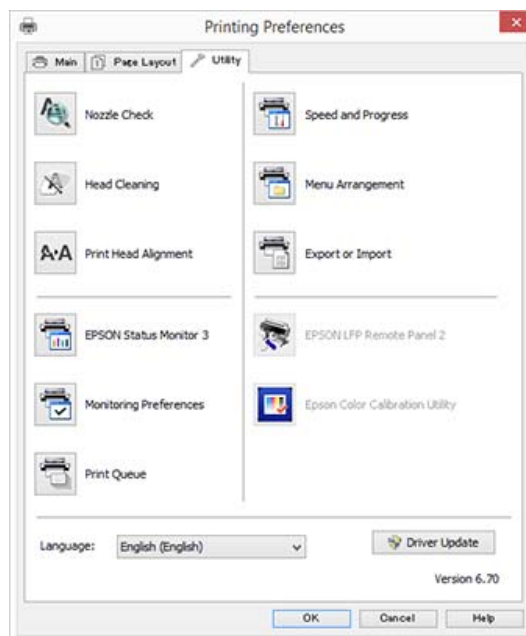 Printing Preferences
Main
Page Layout
Utility
Nozzle Check
Speed and Progress
Head Cleaning
Menu Arrangement
A·A
Print Head Alignment
Export or Import
EPSON Status Monitor 3
EPSON LFP Remote Panel 2
Monitoring Preferences
Epson Color Calibration Utility
Print Queue
Language:
English (English)
Driver Update
Version 6.70
OK
Cancel
Help